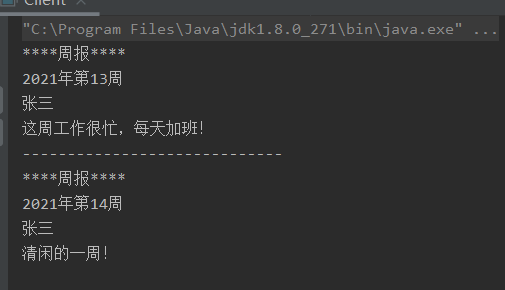 Client
"C:\Program Files\Java\jdk1.8.0_271\bin\java.exe" ...
****周报****
2021年第13周
张三
这周工作很忙，每天加班!
-----------------------------
****周报****
2021年第14周
张三
清闲的一周!